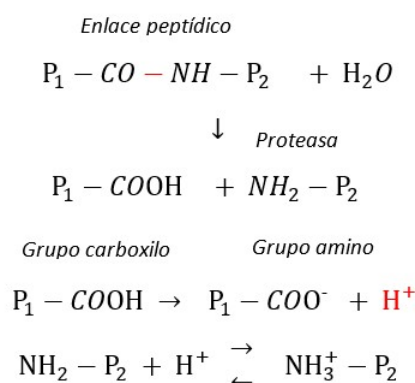 Enlace peptídico
P₁ − CO − NH − P₂ + H₂O
↓ Proteasa
P₁ − COOH + NH₂ − P₂
Grupo carboxilo Grupo amino
P₁ − COOH → P₁ − COO⁻ + H⁺
NH₂ − P₂ + H⁺ →← NH₃⁺ − P₂